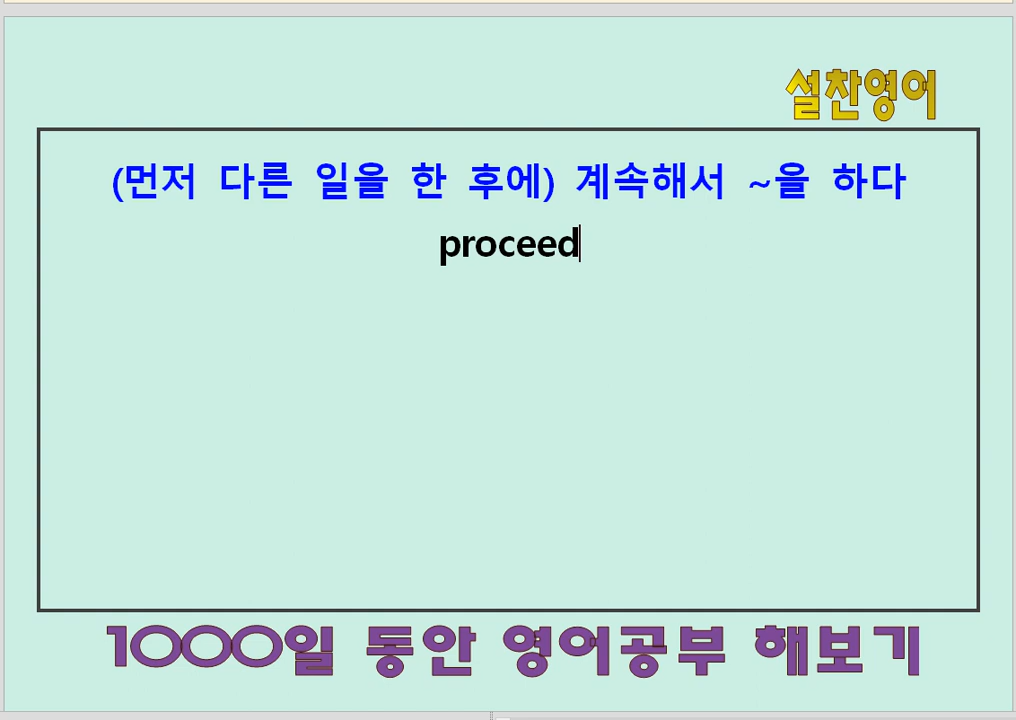 설찬영어
(먼저 다른 일을 한 후에) 계속해서 ~을 하다
proceed
1000일 동안 영어공부 해보기